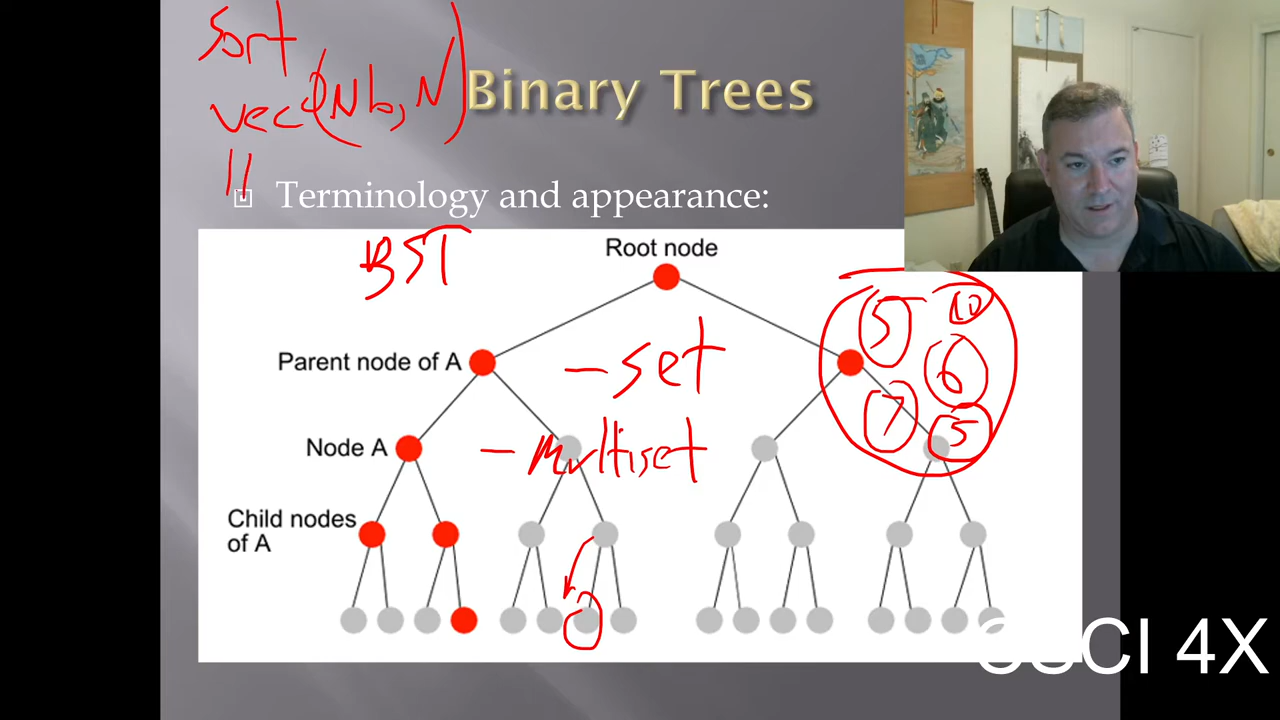 sort
vec (Nb, N)
Binary Trees
Terminology and appearance:
BST
Root node
5 10
Parent node of A
- set
6
7 5
Node A
- multiset
Child nodes
of A
CSCI 4X